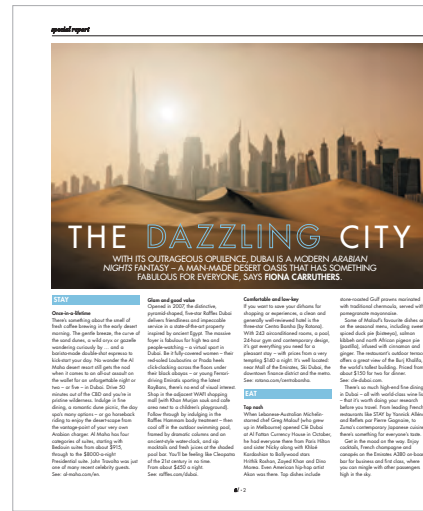 special report
THE DAZZLING CITY
WITH ITS OUTRAGEOUS OPULENCE, DUBAI IS A MODERN ARABIAN
NIGHTS FANTASY – A MAN-MADE DESERT OASIS THAT HAS SOMETHING
FABULOUS FOR EVERYONE, SAYS FIONA CARRUTHERS.
STAY
Once-in-a-lifetime
There's something about the smell of
fresh coffee brewing in the early desert
morning. The gentle breeze, the curve of
the sand dunes, a wild oryx or gazelle
wandering curiously by ... and a
barista-made double-shot espresso to
kick-start your day. No wonder the Al
Maha desert resort still gets the nod
when it comes to an all-out assault on
the wallet for an unforgettable night or
two – or five – in Dubai. Drive 50
minutes out of the CBD and you're in
pristine wilderness. Indulge in fine
dining, a romantic dune picnic, the day
spa's many options – or go horseback
riding to enjoy the desert-scape from
the vantage-point of your very own
Arabian charger. Al Maha has four
categories of suites, starting with
Bedouin suites from about $915,
through to the $8000-a-night
Presidential suite. John Travolta was just
one of many recent celebrity guests.
See: al-maha.com/en
Glam and good value
Opened in 2007, the distinctive,
pyramid-shaped, five-star Raffles Dubai
delivers friendliness and impeccable
service in a state-of-the-art property
inspired by ancient Egypt. The massive
foyer is fabulous for high tea and
people-watching – a virtual sport in
Dubai. Be it fully-covered women – their
red-soled Louboutins or Prada heels
click-clacking across the floors under
their black abayas – or young Ferrari-
driving Emiratis sporting the latest
RayBans, there's no end of visual interest.
Shop in the adjacent WAFI shopping
mall (with Khan Murjan souk and cafe
area next to a children's playground).
Follow through by indulging in the
Raffles Hammam body treatment – then
cool off in the outdoor swimming pool,
framed by dramatic columns and an
ancient-style water-clock, and sip
mocktails and fresh juices at the shaded
pool bar. You'll be feeling like Cleopatra
of the 21st century in no time.
From about $450 a night.
See: raffles.com/dubai.
Comfortable and low-key
If you want to save your dirhams for
shopping or experiences, a clean and
generally well-reviewed hotel is the
three-star Centro Barsha (by Rotana).
With 243 airconditioned rooms, a pool,
24-hour gym and contemporary design,
it's got everything you need for a
pleasant stay – with prices from a very
tempting $140 a night. It's well located:
near Mall of the Emirates, Ski Dubai, the
downtown finance district and the metro.
See: rotana.com/centrobarsha.
EAT
Top nosh
When Lebanese-Australian Michelin-
starred chef Greg Malouf (who grew
up in Melbourne) opened Clé Dubai
in Al Fattan Currency House in October,
he had everyone there from Paris Hilton
and sister Nicky along with Khloé
Kardashian to Bollywood stars
Hrithik Roshan, Zayed Khan and Dino
Morea. Even American hip-hop artist
Akon was there. Top dishes include
stone-roasted Gulf prawns marinated
with traditional chermoula, served with
pomegranate mayonnaise.
Some of Malouf's favourite dishes are
on the seasonal menu, including sweet
spiced duck pie (bisteeya), salmon
kibbeh and north African pigeon pie
(pastilla), infused with cinnamon and
ginger. The restaurant's outdoor terrace
offers a great view of the Burj Khalifa,
the world's tallest building. Priced from
about $150 for two for dinner.
See: cle-dubai.com.
There's so much high-end fine dining
in Dubai – all with world-class wine lists
– that it's worth doing your research
before you travel. From leading French
restaurants like STAY by Yannick Alléno
and Reflets par Pierre Gagnaire, to
Zuma's contemporary Japanese cuisine,
there's something for everyone's taste.
Get in the mood on the way. Enjoy
cocktails, French champagne and
canapés on the Emirates A380 on-board
bar for business and first class, where
you can mingle with other passengers
high in the sky.